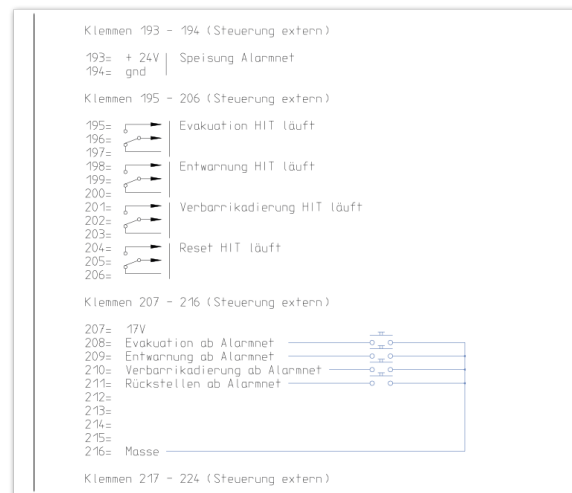 Klemmen 193 - 194 (Steuerung extern)
193= + 24V Speisung Alarmnet
194= gnd
Klemmen 195 - 206 (Steuerung extern)
195= Evakuation HIT läuft
196=
197=
198= Entwarnung HIT läuft
199=
200=
201= Verbarrikadierung HIT läuft
202=
203=
204= Reset HIT läuft
205=
206=
Klemmen 207 - 216 (Steuerung extern)
207= 17V
208= Evakuation ab Alarmnet
209= Entwarnung ab Alarmnet
210= Verbarrikadierung ab Alarmnet
211= Rückstellen ab Alarmnet
212=
213=
214=
215=
216= Masse
Klemmen 217 - 224 (Steuerung extern)